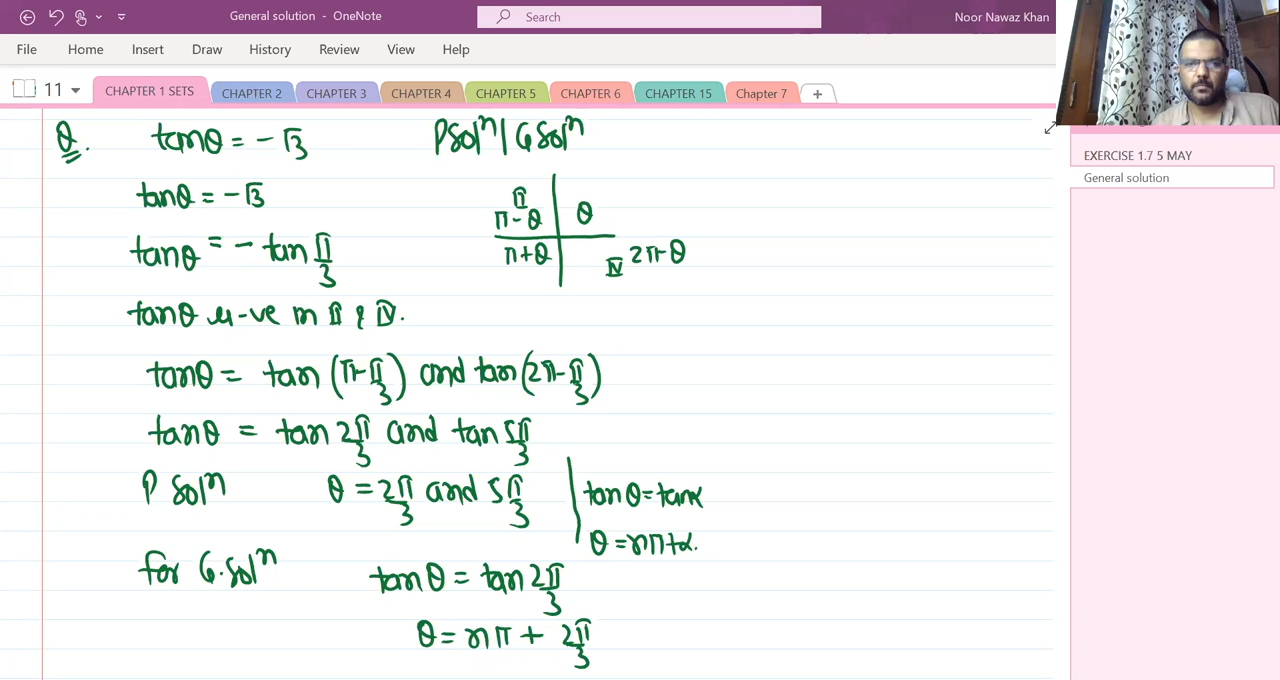 General solution - OneNote
Search
Noor Nawaz Khan
File Home Insert Draw History Review View Help
11 CHAPTER 1 SETS CHAPTER 2 CHAPTER 3 CHAPTER 4 CHAPTER 5 CHAPTER 6 CHAPTER 15 Chapter 7 +
EXERCISE 1.7 5 MAY
General solution
Q. tanθ = -√3 P Solⁿ | G Solⁿ
tanθ = -√3
II
π-θ θ
π+θ IV 2π-θ
tanθ = - tan π/3
tanθ is -ve in II & IV.
tanθ = tan (π-π/3) and tan (2π-π/3)
tanθ = tan 2π/3 and tan 5π/3
P Solⁿ θ = 2π/3 and 5π/3
tanθ = tanα
θ = nπ+α.
for G.Solⁿ tanθ = tan 2π/3
θ = nπ + 2π/3